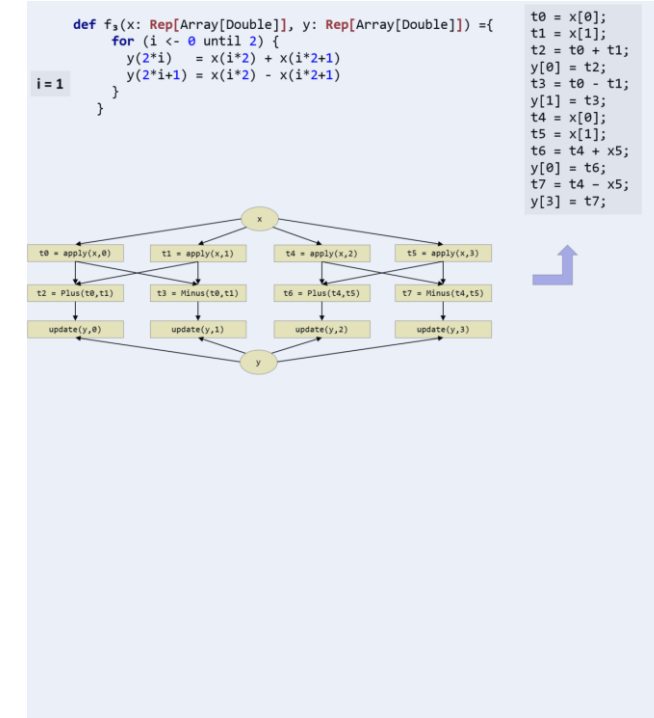 def f₃(x: Rep[Array[Double]], y: Rep[Array[Double]]) ={
for (i <- 0 until 2) {
y(2*i)   = x(i*2) + x(i*2+1)
y(2*i+1) = x(i*2) - x(i*2+1)
}
}
i = 1
t0 = x[0];
t1 = x[1];
t2 = t0 + t1;
y[0] = t2;
t3 = t0 - t1;
y[1] = t3;
t4 = x[0];
t5 = x[1];
t6 = t4 + x5;
y[0] = t6;
t7 = t4 – x5;
y[3] = t7;
x
t0 = apply(x,0)
t1 = apply(x,1)
t4 = apply(x,2)
t5 = apply(x,3)
t2 = Plus(t0,t1)
t3 = Minus(t0,t1)
t6 = Plus(t4,t5)
t7 = Minus(t4,t5)
update(y,0)
update(y,1)
update(y,2)
update(y,3)
y